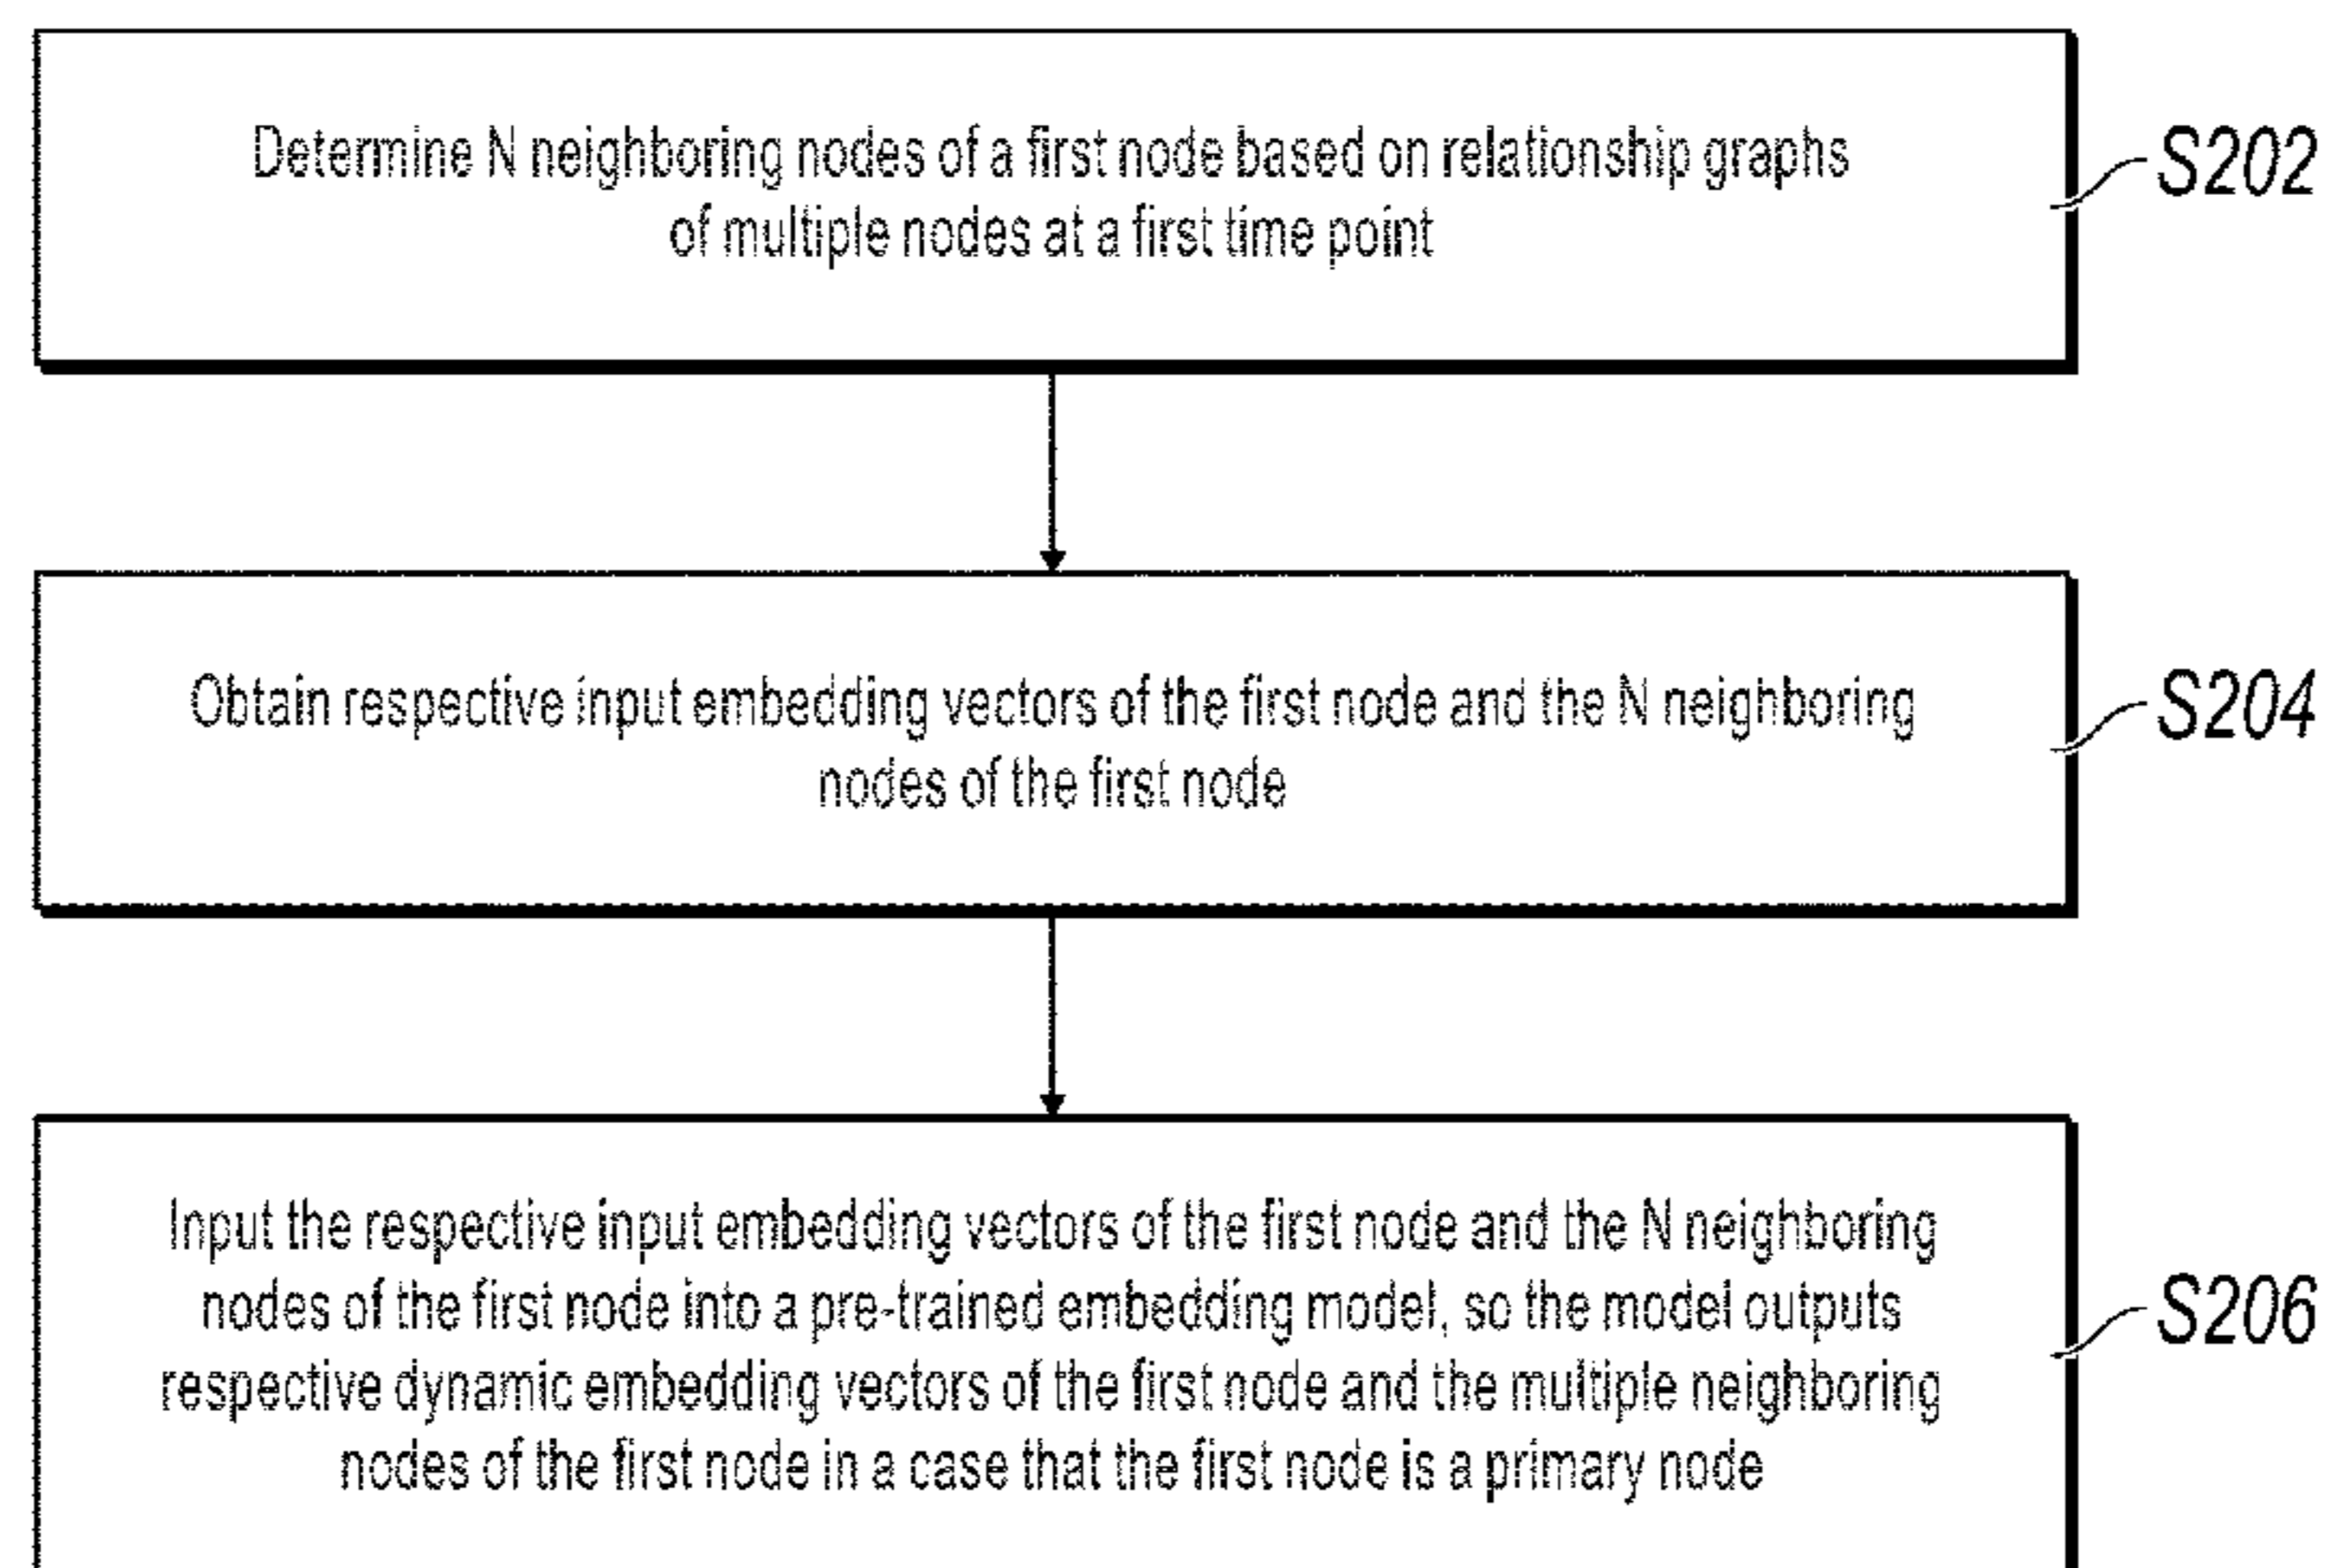 Determine N neighboring nodes of a first node based on relationship graphs
of multiple nodes at a first time point
S202
Obtain respective input embedding vectors of the first node and the N neighboring
nodes of the first node
S204
Input the respective input embedding vectors of the first node and the N neighboring
nodes of the first node into a pre-trained embedding model, so the model outputs
respective dynamic embedding vectors of the first node and the multiple neighboring
nodes of the first node in a case that the first node is a primary node
S206